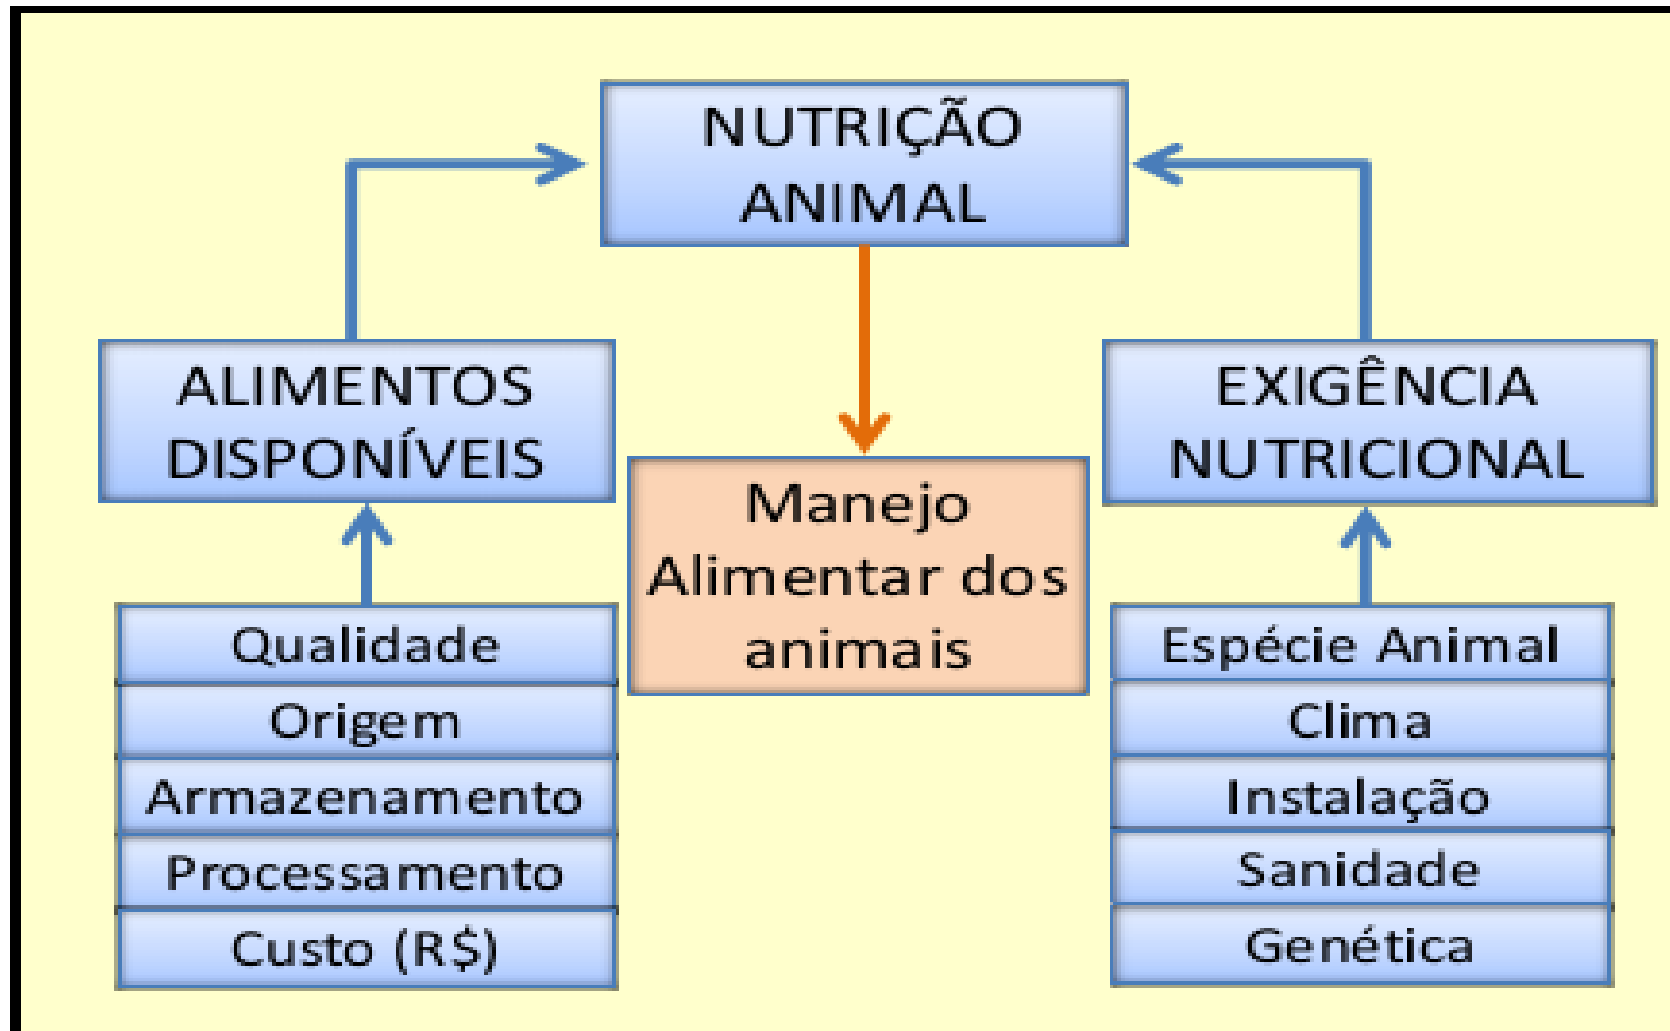 NUTRIÇÃO
ANIMAL
ALIMENTOS
DISPONÍVEIS
EXIGÊNCIA
NUTRICIONAL
Manejo
Alimentar dos
animais
Qualidade
Origem
Armazenamento
Processamento
Custo (R$)
Espécie Animal
Clima
Instalação
Sanidade
Genética